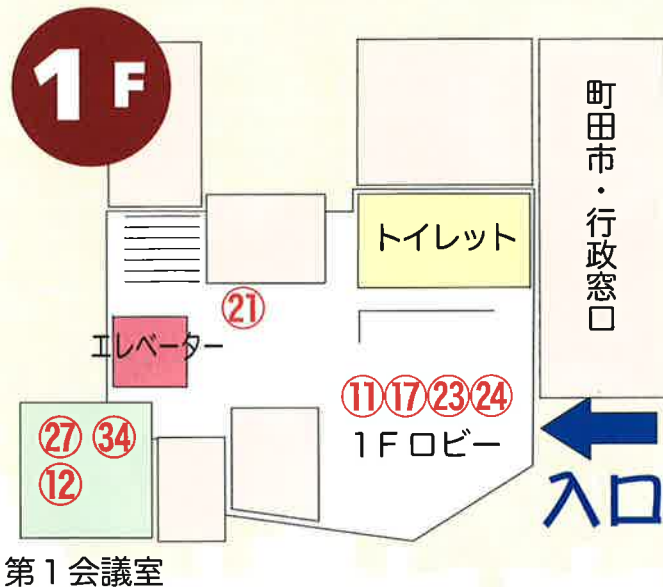 1F
町田市・行政窓口
トイレット
㉑
エレベーター
⑪⑰㉓㉔
1Fロビー
㉗ ㉞
⑫
入口
第1会議室